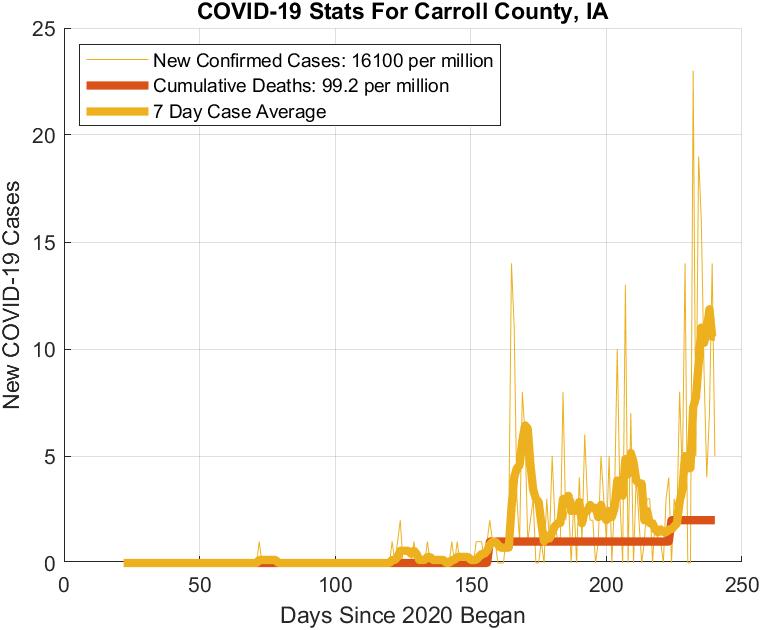 COVID-19 Stats For Carroll County, IA
New Confirmed Cases: 16100 per million
Cumulative Deaths: 99.2 per million
7 Day Case Average
New COVID-19 Cases
25
20
15
10
5
0
0 50 100 150 200 250
Days Since 2020 Began